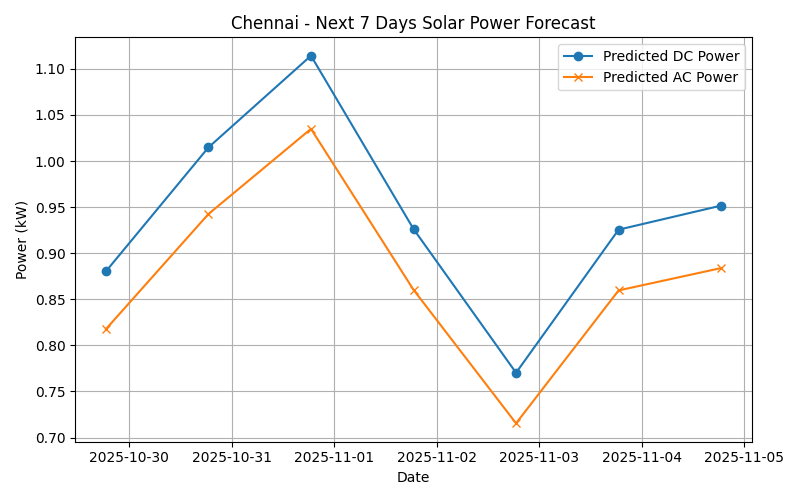 Chennai - Next 7 Days Solar Power Forecast
Predicted DC Power
Predicted AC Power
Power (kW)
1.10
1.05
1.00
0.95
0.90
0.85
0.80
0.75
0.70
2025-10-30 2025-10-31 2025-11-01 2025-11-02 2025-11-03 2025-11-04 2025-11-05
Date